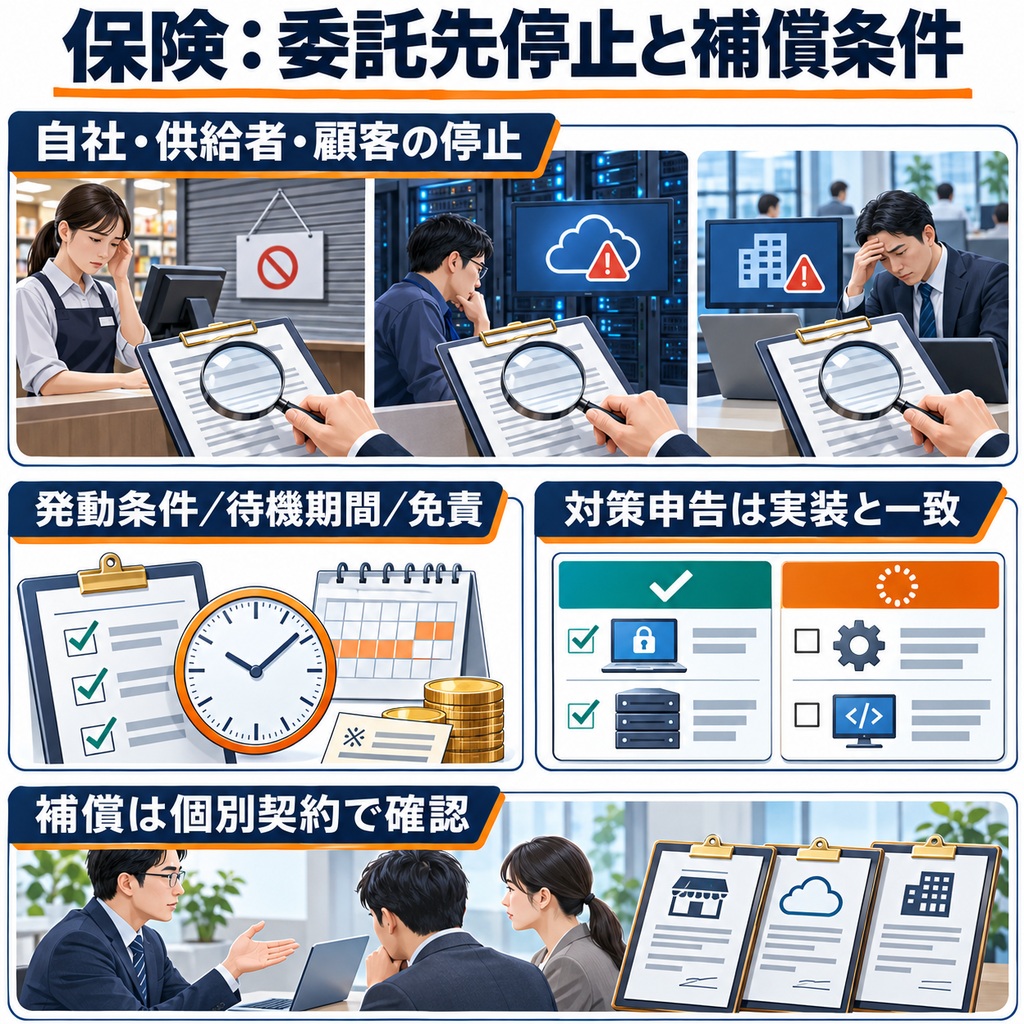 保険：委託先停止と補償条件
自社・供給者・顧客の停止
発動条件／待機期間／免責
対策申告は実装と一致
※
</>
補償は個別契約で確認